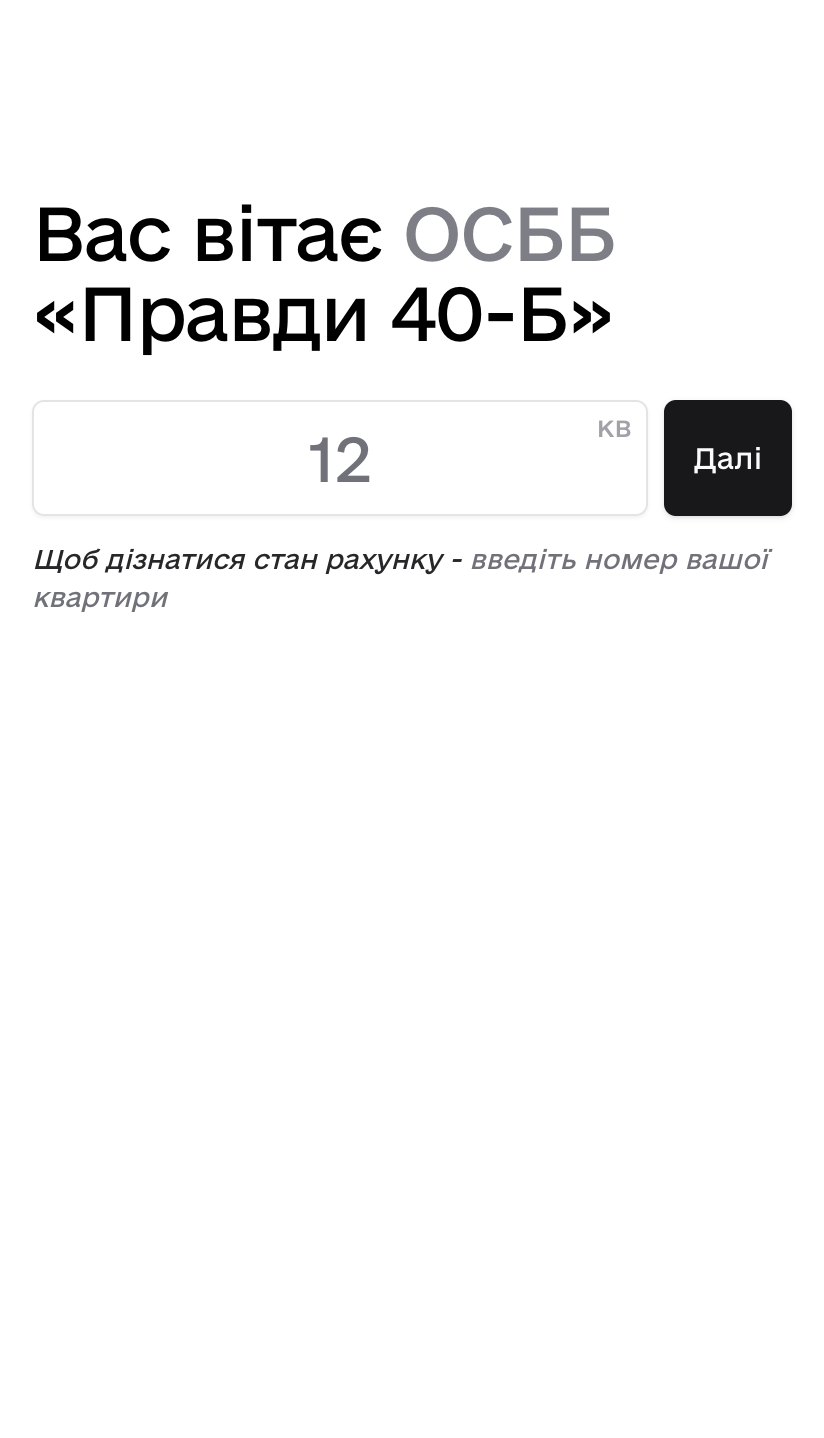 Вас вітає ОСББ
«Правди 40-Б»
12
КВ
Далі
Щоб дізнатися стан рахунку - введіть номер вашої
квартири